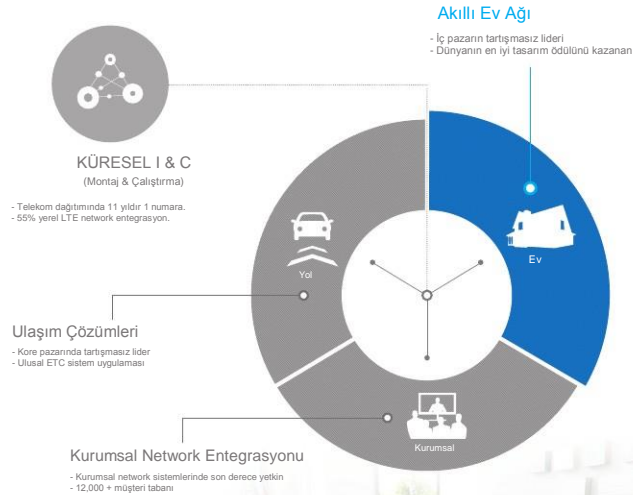 Akıllı Ev Ağı
- İç pazarın tartışmasız lideri
- Dünyanın en iyi tasarım ödülünü kazanan
KÜRESEL I & C
(Montaj & Çalıştırma)
- Telekom dağıtımında 11 yıldır 1 numara.
- 55% yerel LTE network entegrasyon.
Yol
Ev
Ulaşım Çözümleri
- Kore pazarında tartışmasız lider
- Ulusal ETC sistem uygulaması
Kurumsal
Kurumsal Network Entegrasyonu
- Kurumsal network sistemlerinde son derece yetkin
- 12,000 + müşteri tabanı